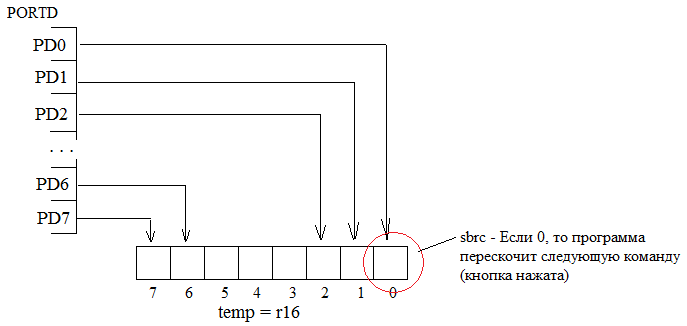 PORTD
PD0
PD1
PD2
. . .
PD6
PD7
sbrc - Если 0, то программа
перескочит следующую команду
(кнопка нажата)
7 6 5 4 3 2 1 0
temp = r16